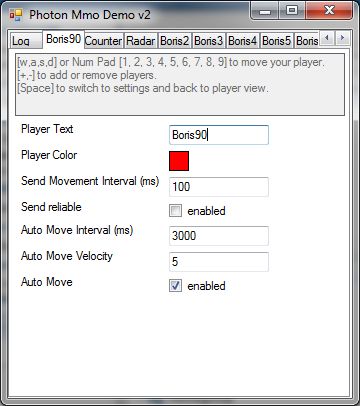 Photon Mmo Demo v2
Log Boris90 Counter Radar Boris2 Boris3 Boris4 Boris5 Boris
[w,a,s,d] or Num Pad [1, 2, 3, 4, 5, 6, 7, 8, 9] to move your player.
[+,-] to add or remove players.
[Space] to switch to settings and back to player view.
Player Text Boris90
Player Color
Send Movement Interval (ms) 100
Send reliable enabled
Auto Move Interval (ms) 3000
Auto Move Velocity 5
Auto Move enabled